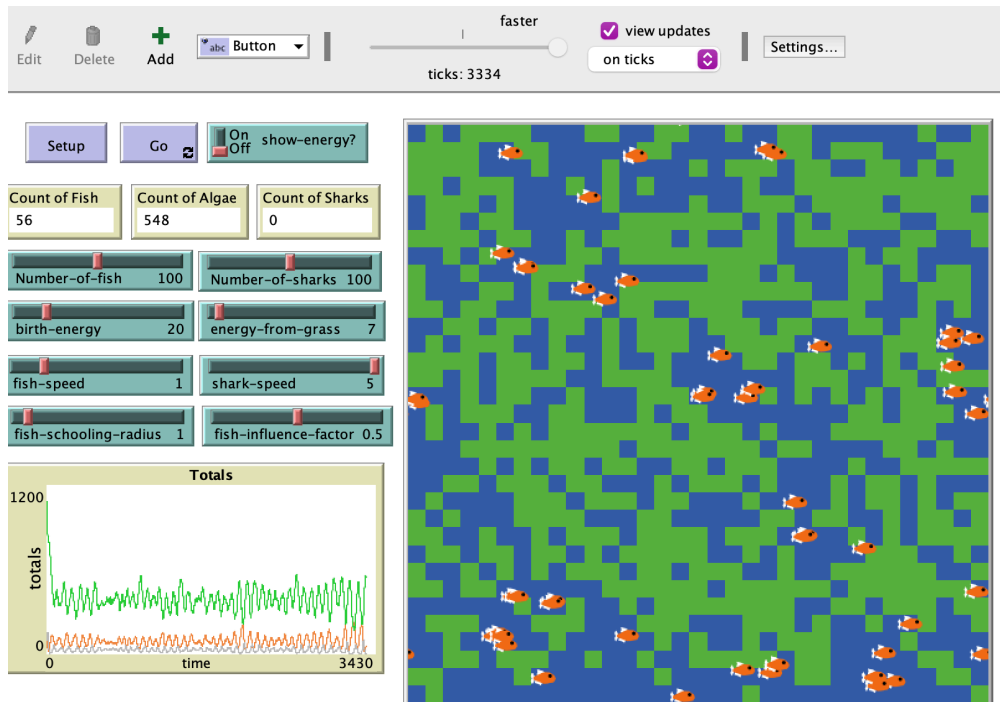 faster
Edit
Delete
Add
abc Button
view updates
on ticks
Settings...
ticks: 3334
Setup
Go
On
Off
show-energy?
Count of Fish
56
Count of Algae
548
Count of Sharks
0
Number-of-fish 100
Number-of-sharks 100
birth-energy 20
energy-from-grass 7
fish-speed 1
shark-speed 5
fish-schooling-radius 1
fish-influence-factor 0.5
Totals
1200
totals
0
0
time
3430